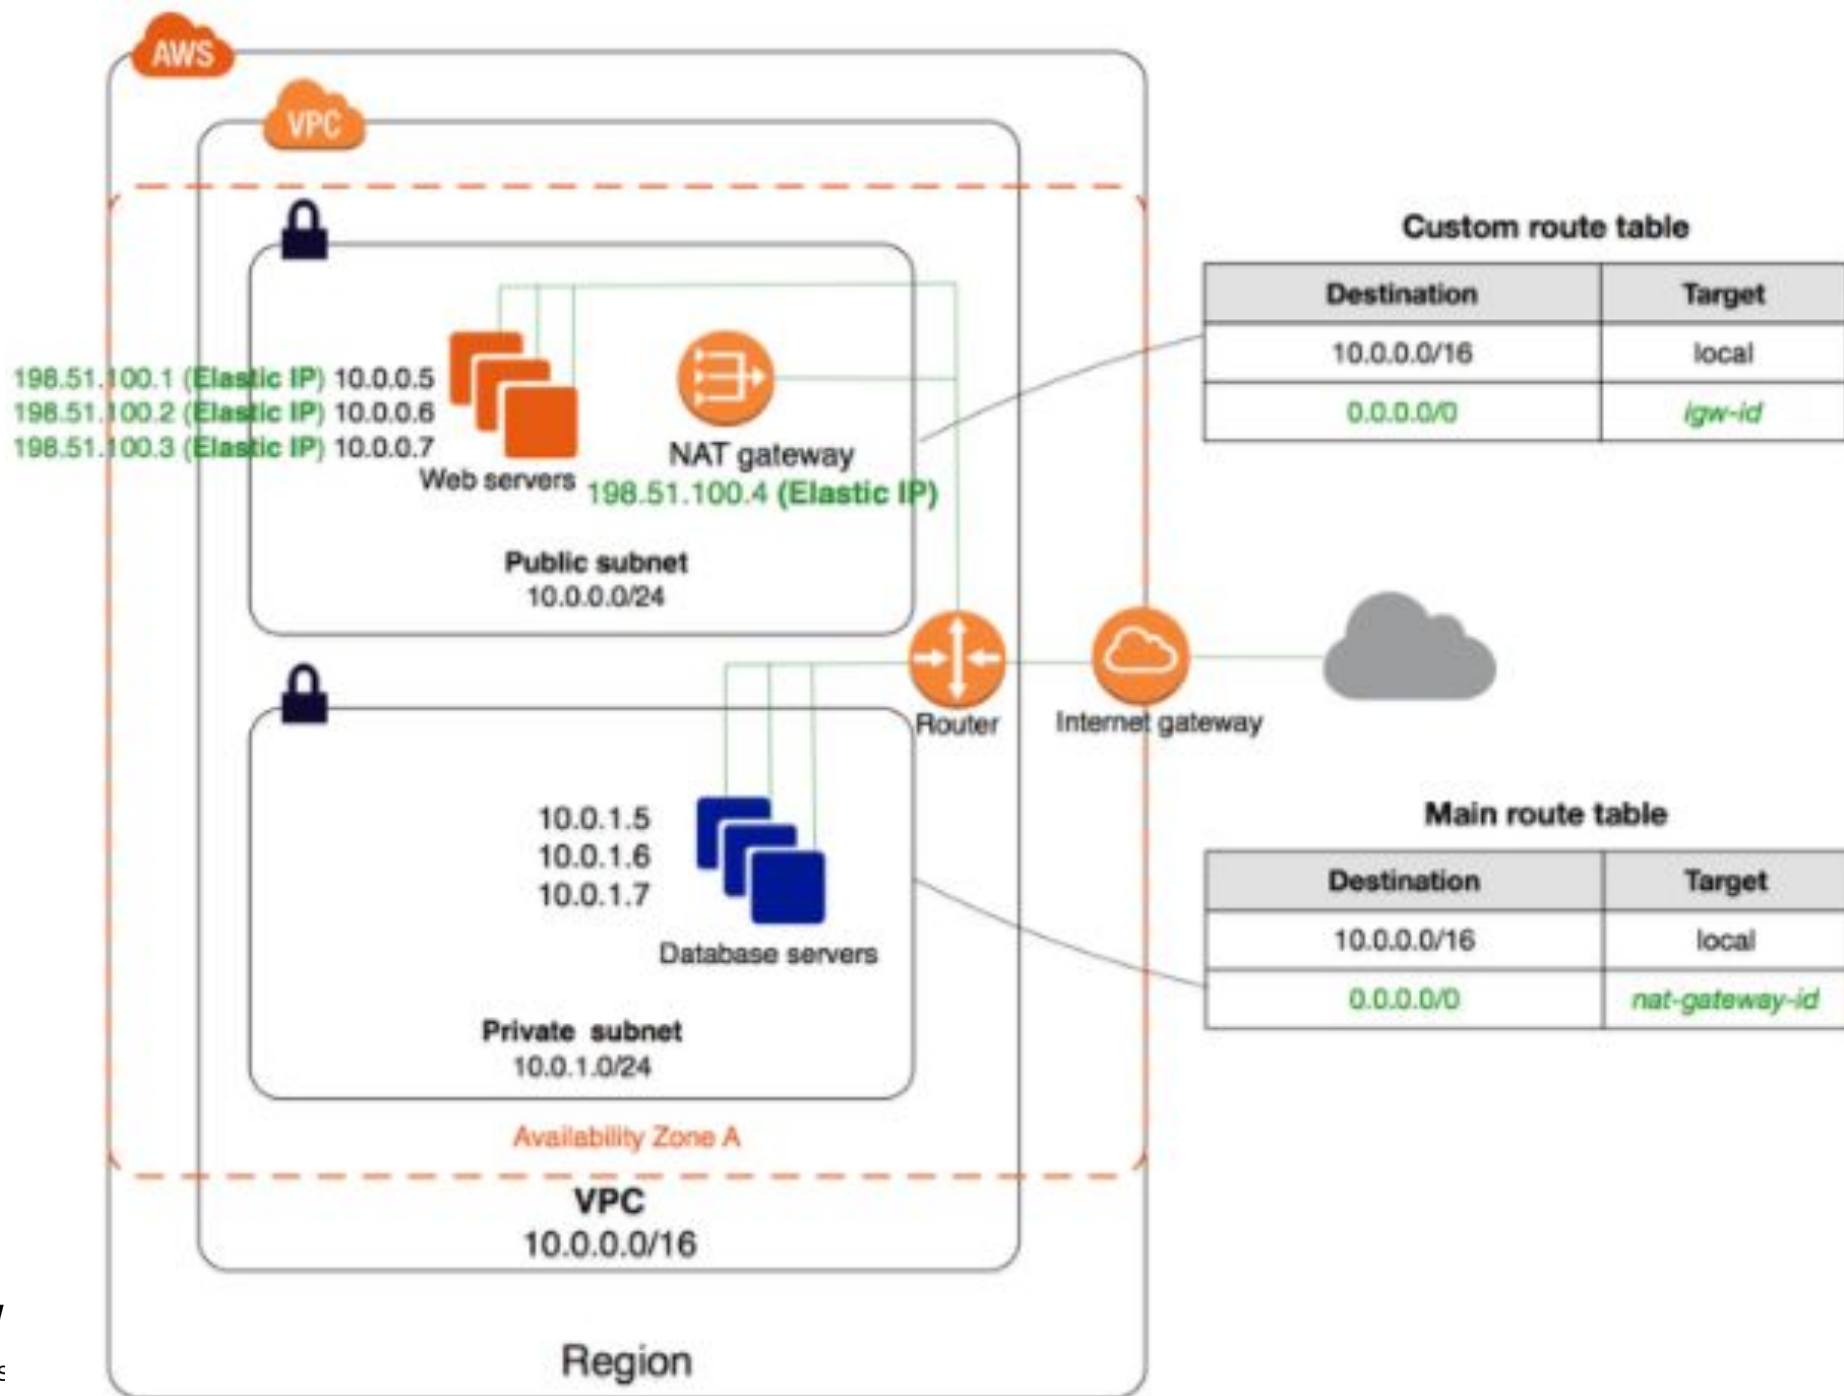 AWS
VPC
198.51.100.1 (Elastic IP) 10.0.0.5
198.51.100.2 (Elastic IP) 10.0.0.6
198.51.100.3 (Elastic IP) 10.0.0.7
Web servers
NAT gateway
198.51.100.4 (Elastic IP)
Public subnet
10.0.0.0/24
Custom route table
Destination Target
10.0.0.0/16 local
0.0.0.0/0 igw-id
Router
Internet gateway
10.0.1.5
10.0.1.6
10.0.1.7
Database servers
Private subnet
10.0.1.0/24
Main route table
Destination Target
10.0.0.0/16 local
0.0.0.0/0 nat-gateway-id
Availability Zone A
VPC
10.0.0.0/16
Region